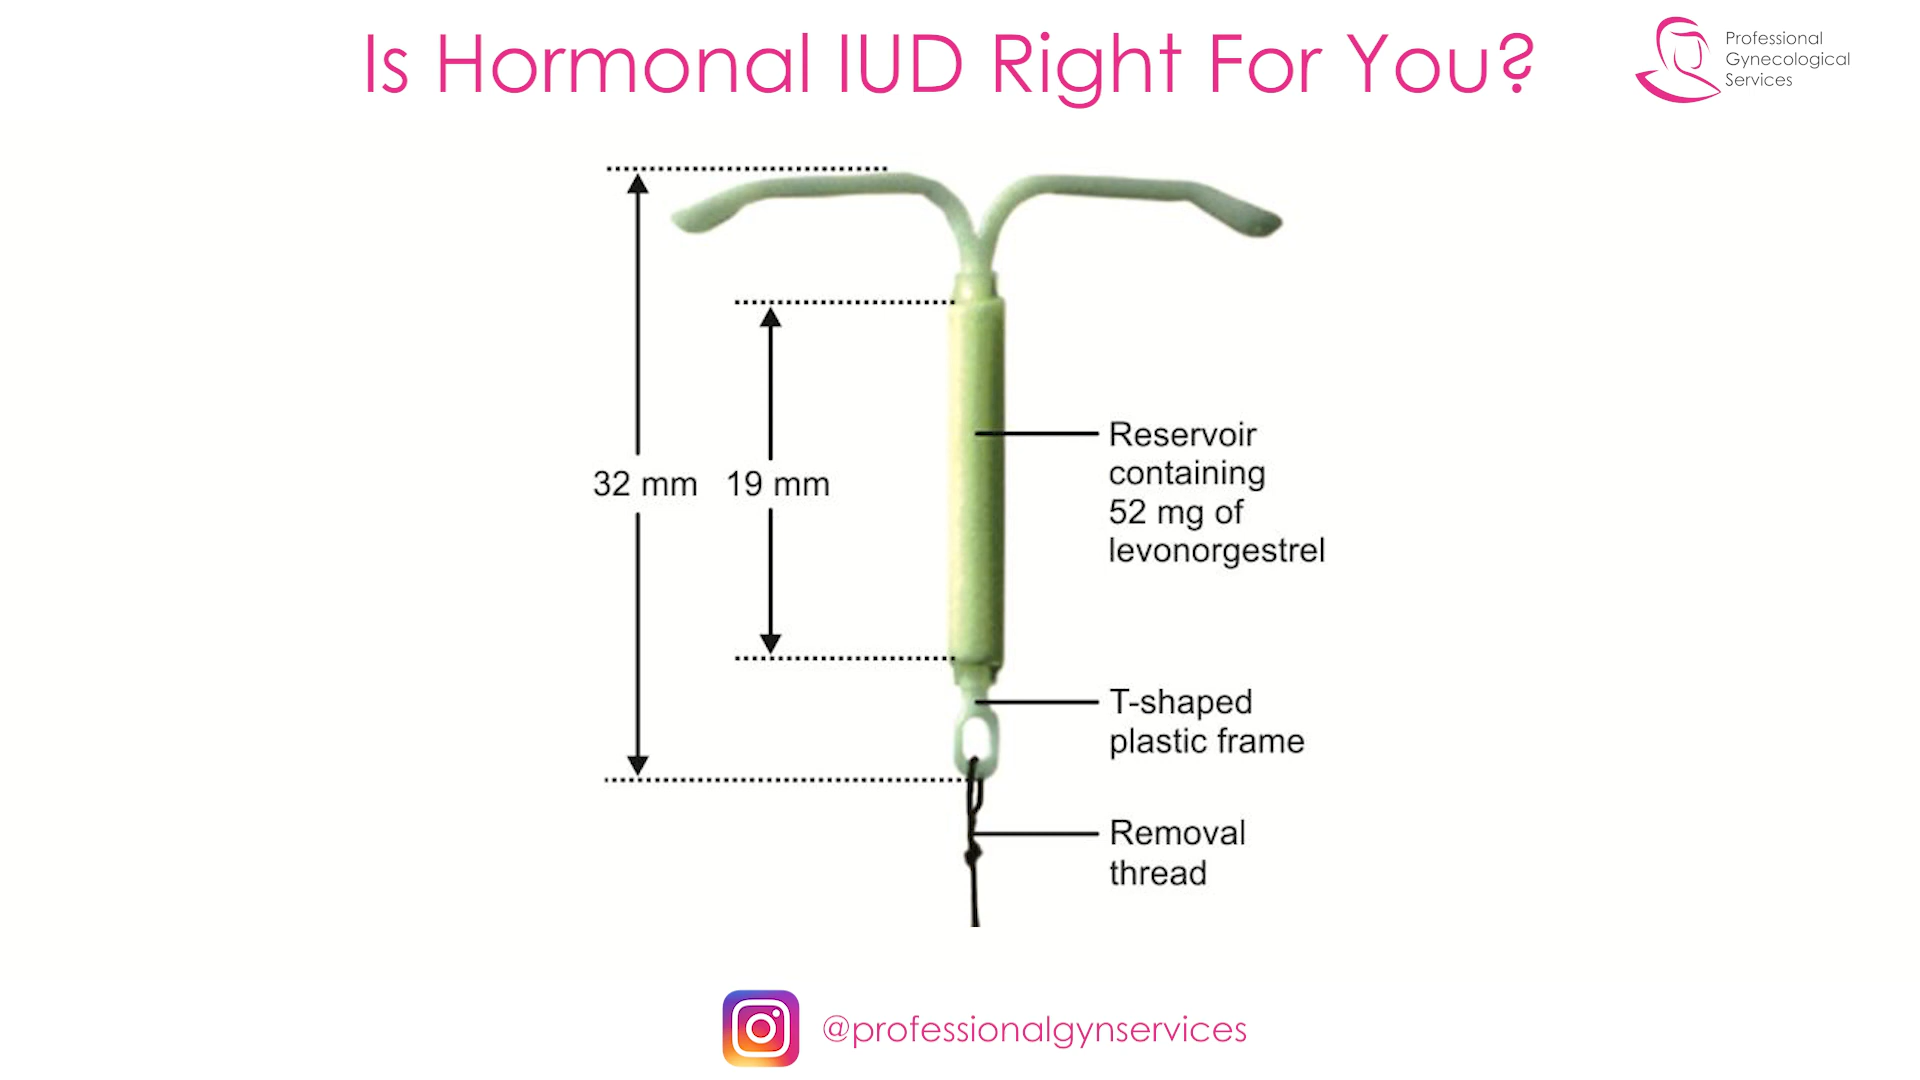 Is Hormonal IUD Right For You?
Professional
Gynecological
Services
32 mm
19 mm
Reservoir
containing
52 mg of
levonorgestrel
T-shaped
plastic frame
Removal
thread
@professionalgynservices